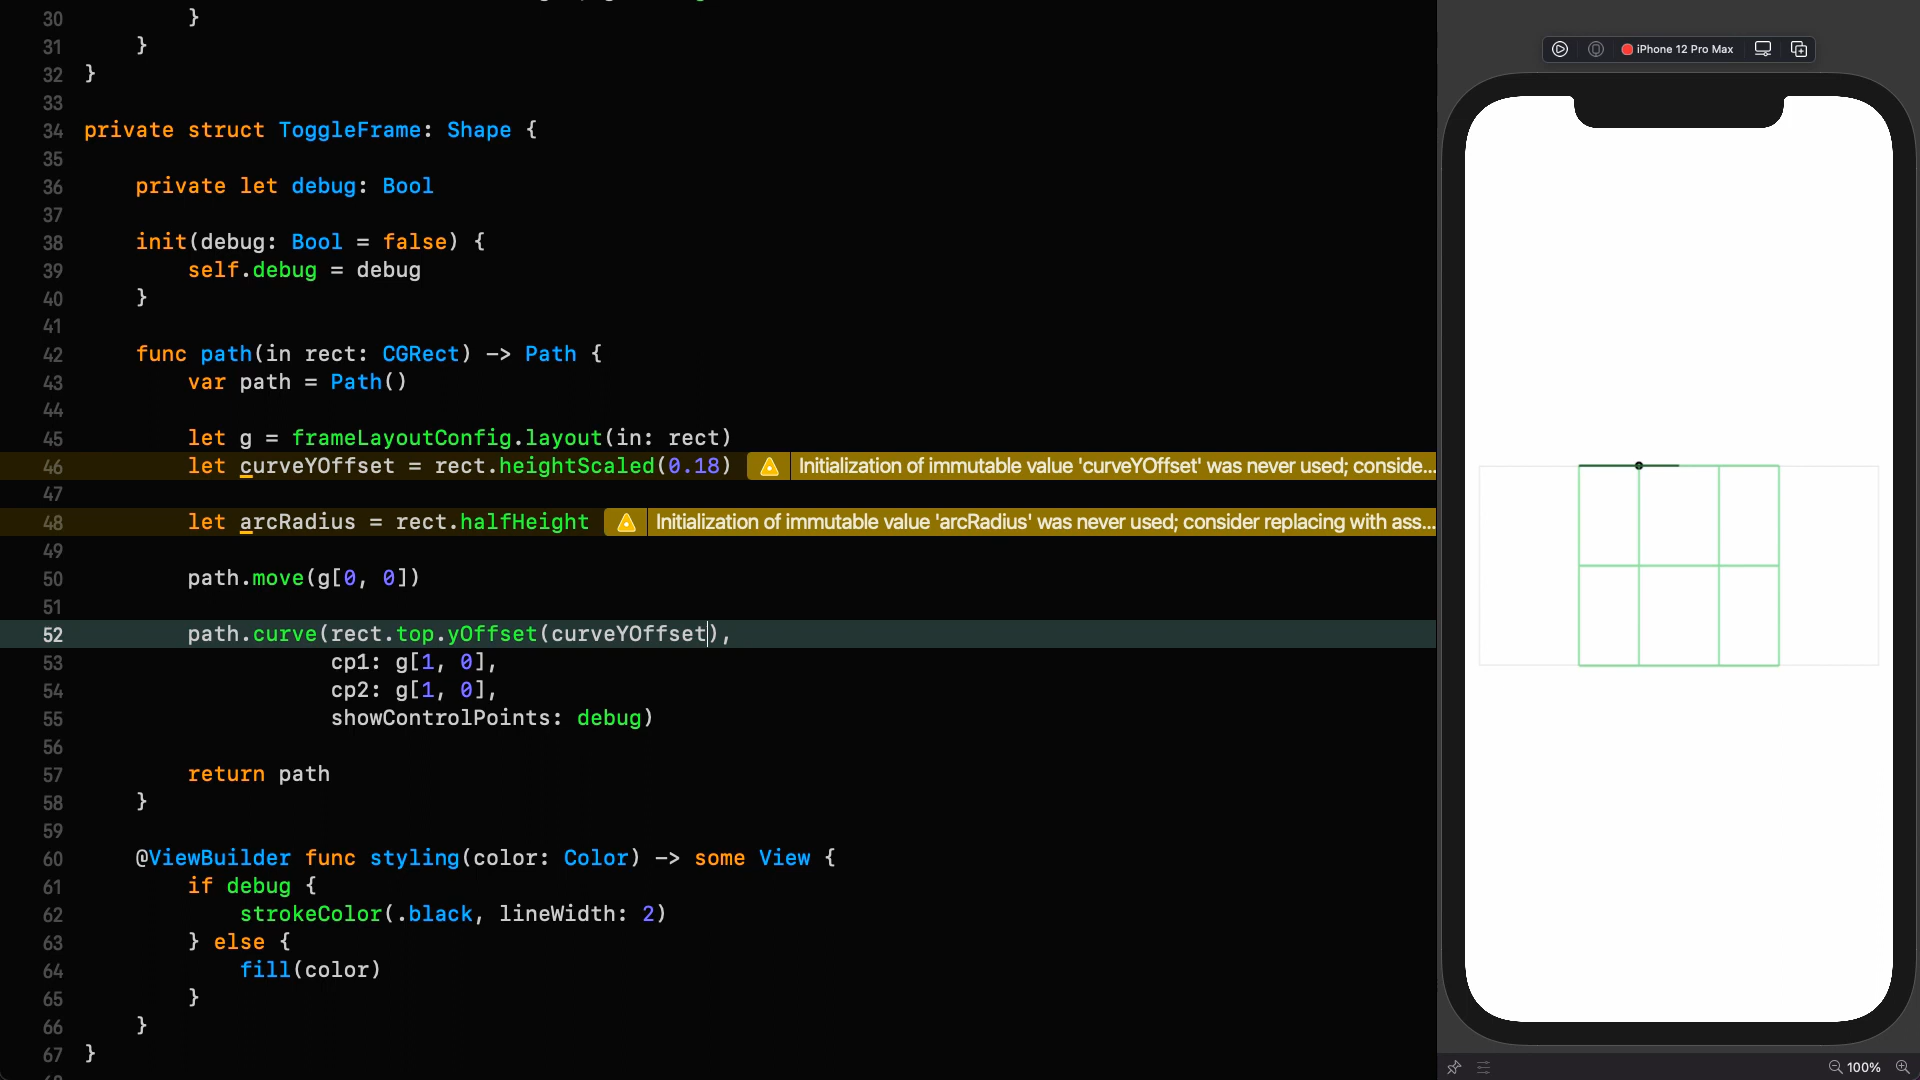 30 }
31 }
32 }
33
34 private struct ToggleFrame: Shape {
35
36 private let debug: Bool
37
38 init(debug: Bool = false) {
39 self.debug = debug
40 }
41
42 func path(in rect: CGRect) -> Path {
43 var path = Path()
44
45 let g = frameLayoutConfig.layout(in: rect)
46 let curveYOffset = rect.heightScaled(0.18) Initialization of immutable value 'curveYOffset' was never used; conside...
47
48 let arcRadius = rect.halfHeight Initialization of immutable value 'arcRadius' was never used; consider replacing with ass...
49
50 path.move(g[0, 0])
51
52 path.curve(rect.top.yOffset(curveYOffset),
53 cp1: g[1, 0],
54 cp2: g[1, 0],
55 showControlPoints: debug)
56
57 return path
58 }
59
60 @ViewBuilder func styling(color: Color) -> some View {
61 if debug {
62 strokeColor(.black, lineWidth: 2)
63 } else {
64 fill(color)
65 }
66 }
67 }
iPhone 12 Pro Max
100%